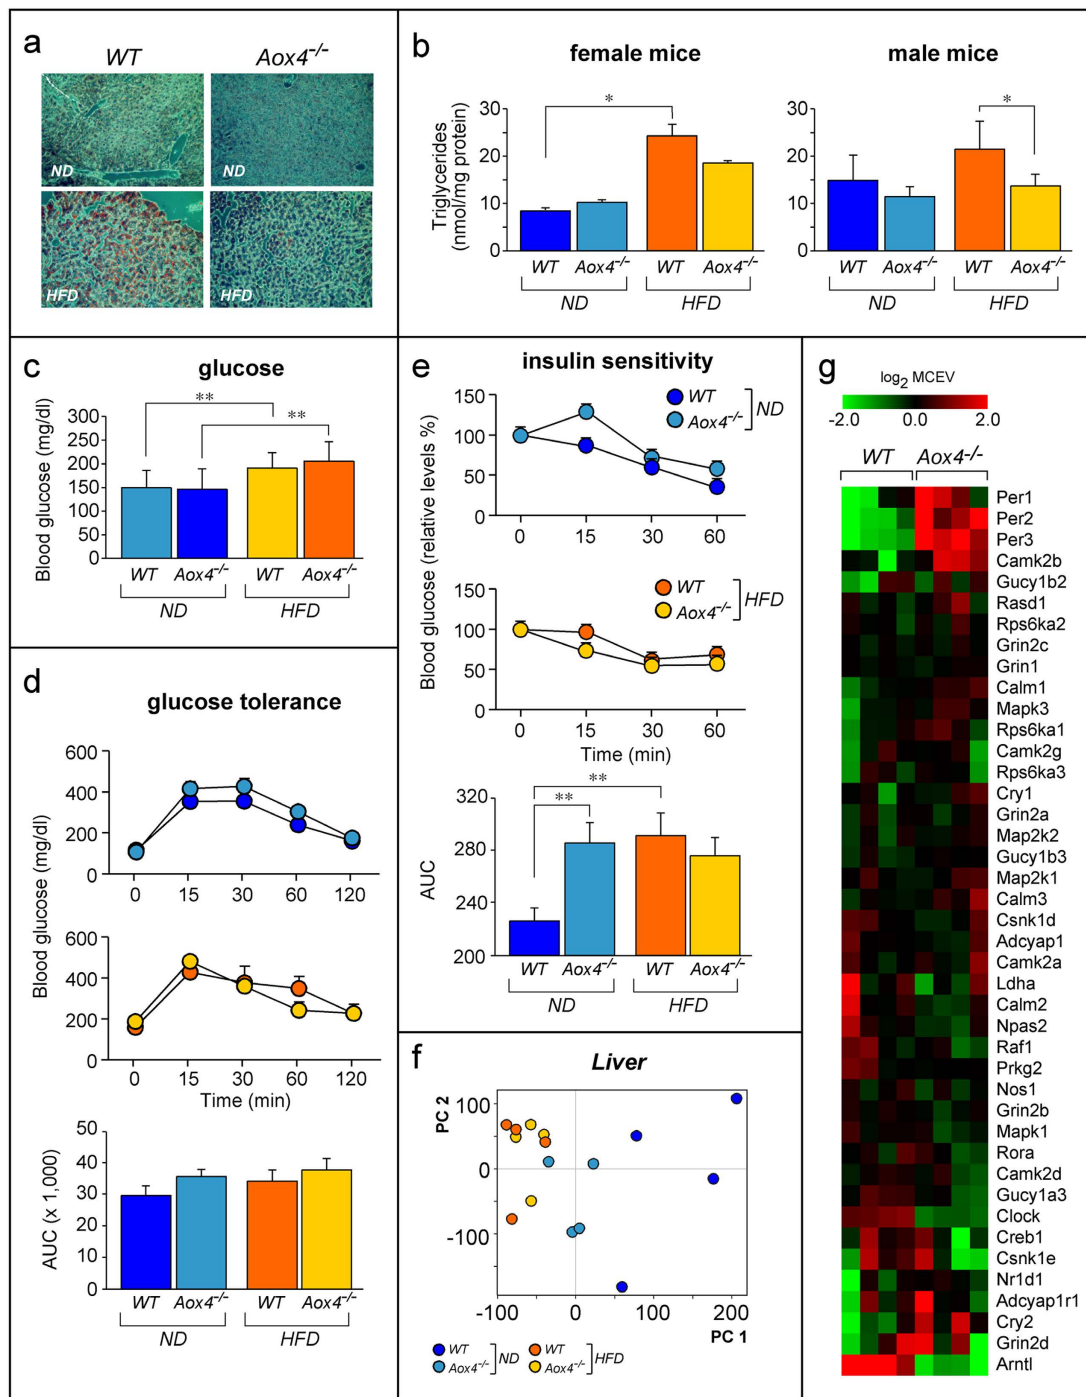 a
WT Aox4-/-
ND ND
HFD HFD
b
female mice male mice
Triglycerides
(nmol/mg protein)
30
20
10
0
*
WT Aox4-/- WT Aox4-/-
ND HFD
30
20
10
0
*
WT Aox4-/- WT Aox4-/-
ND HFD
c
glucose
Blood glucose (mg/dl)
300
250
200
150
100
50
0
**
**
WT Aox4-/- WT Aox4-/-
ND HFD
d
glucose tolerance
Blood glucose (mg/dl)
600
400
200
0
0 15 30 60 120
600
400
200
0
0 15 30 60 120
Time (min)
AUC (x 1,000)
50
40
30
20
10
0
WT Aox4-/- WT Aox4-/-
ND HFD
e
insulin sensitivity
Blood glucose (relative levels %)
150
100
50
0
WT
Aox4-/-
ND
0 15 30 60
150
100
50
0
WT
Aox4-/-
HFD
0 15 30 60
Time (min)
AUC
320
280
240
200
**
**
WT Aox4-/- WT Aox4-/-
ND HFD
f
Liver
PC 2
100
0
-100
-100 0 100 200
PC 1
WT WT
Aox4-/- ND Aox4-/- HFD
g
log2 MCEV
-2.0 0.0 2.0
WT Aox4-/-
Per1
Per2
Per3
Camk2b
Gucy1b2
Rasd1
Rps6ka2
Grin2c
Grin1
Calm1
Mapk3
Rps6ka1
Camk2g
Rps6ka3
Cry1
Grin2a
Map2k2
Gucy1b3
Map2k1
Calm3
Csnk1d
Adcyap1
Camk2a
Ldha
Calm2
Npas2
Raf1
Prkg2
Nos1
Grin2b
Mapk1
Rora
Camk2d
Gucy1a3
Clock
Creb1
Csnk1e
Nr1d1
Adcyap1r1
Cry2
Grin2d
Arntl